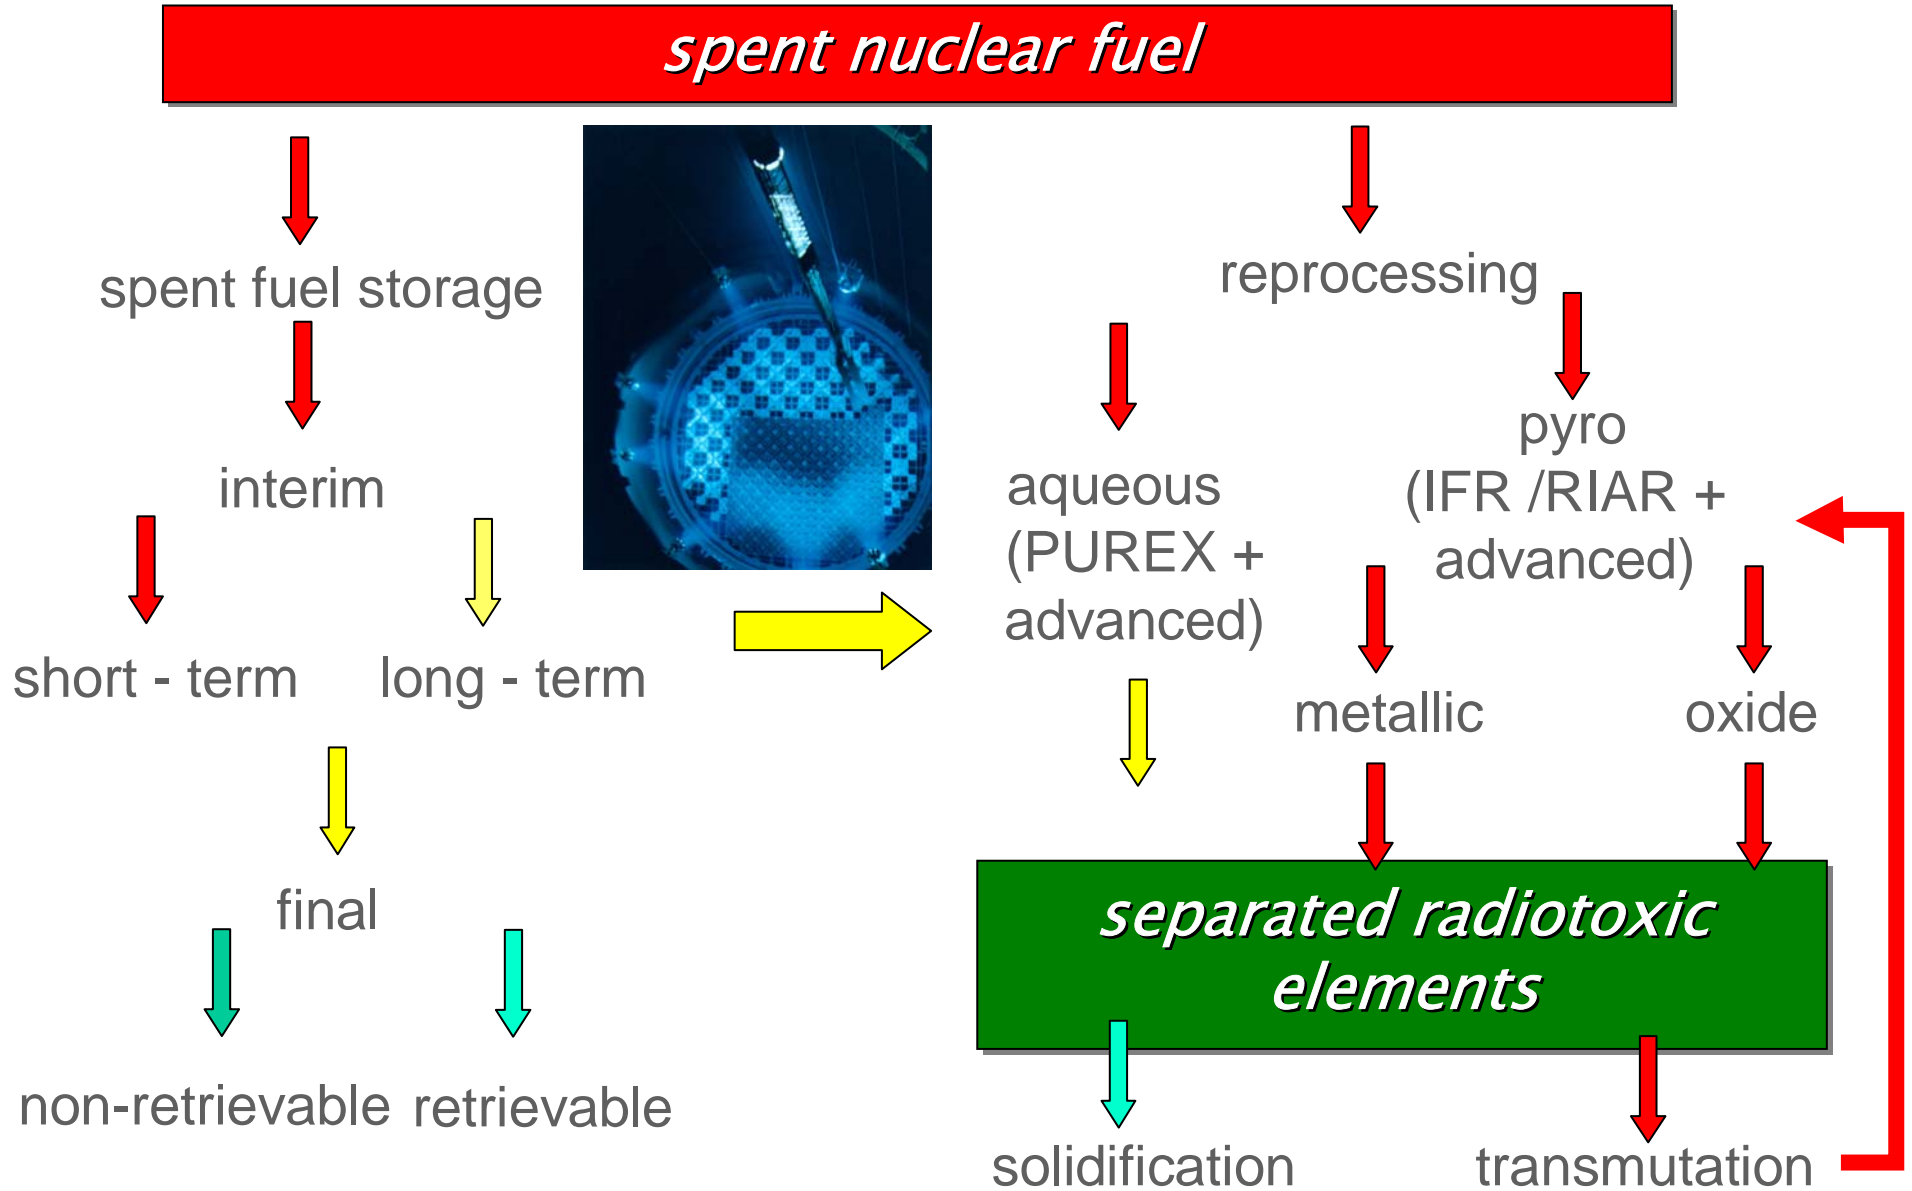 spent nuclear fuel
spent fuel storage
reprocessing
interim
aqueous
(PUREX +
advanced)
pyro
(IFR /RIAR +
advanced)
short - term
long - term
metallic
oxide
final
separated radiotoxic
elements
non-retrievable
retrievable
solidification
transmutation